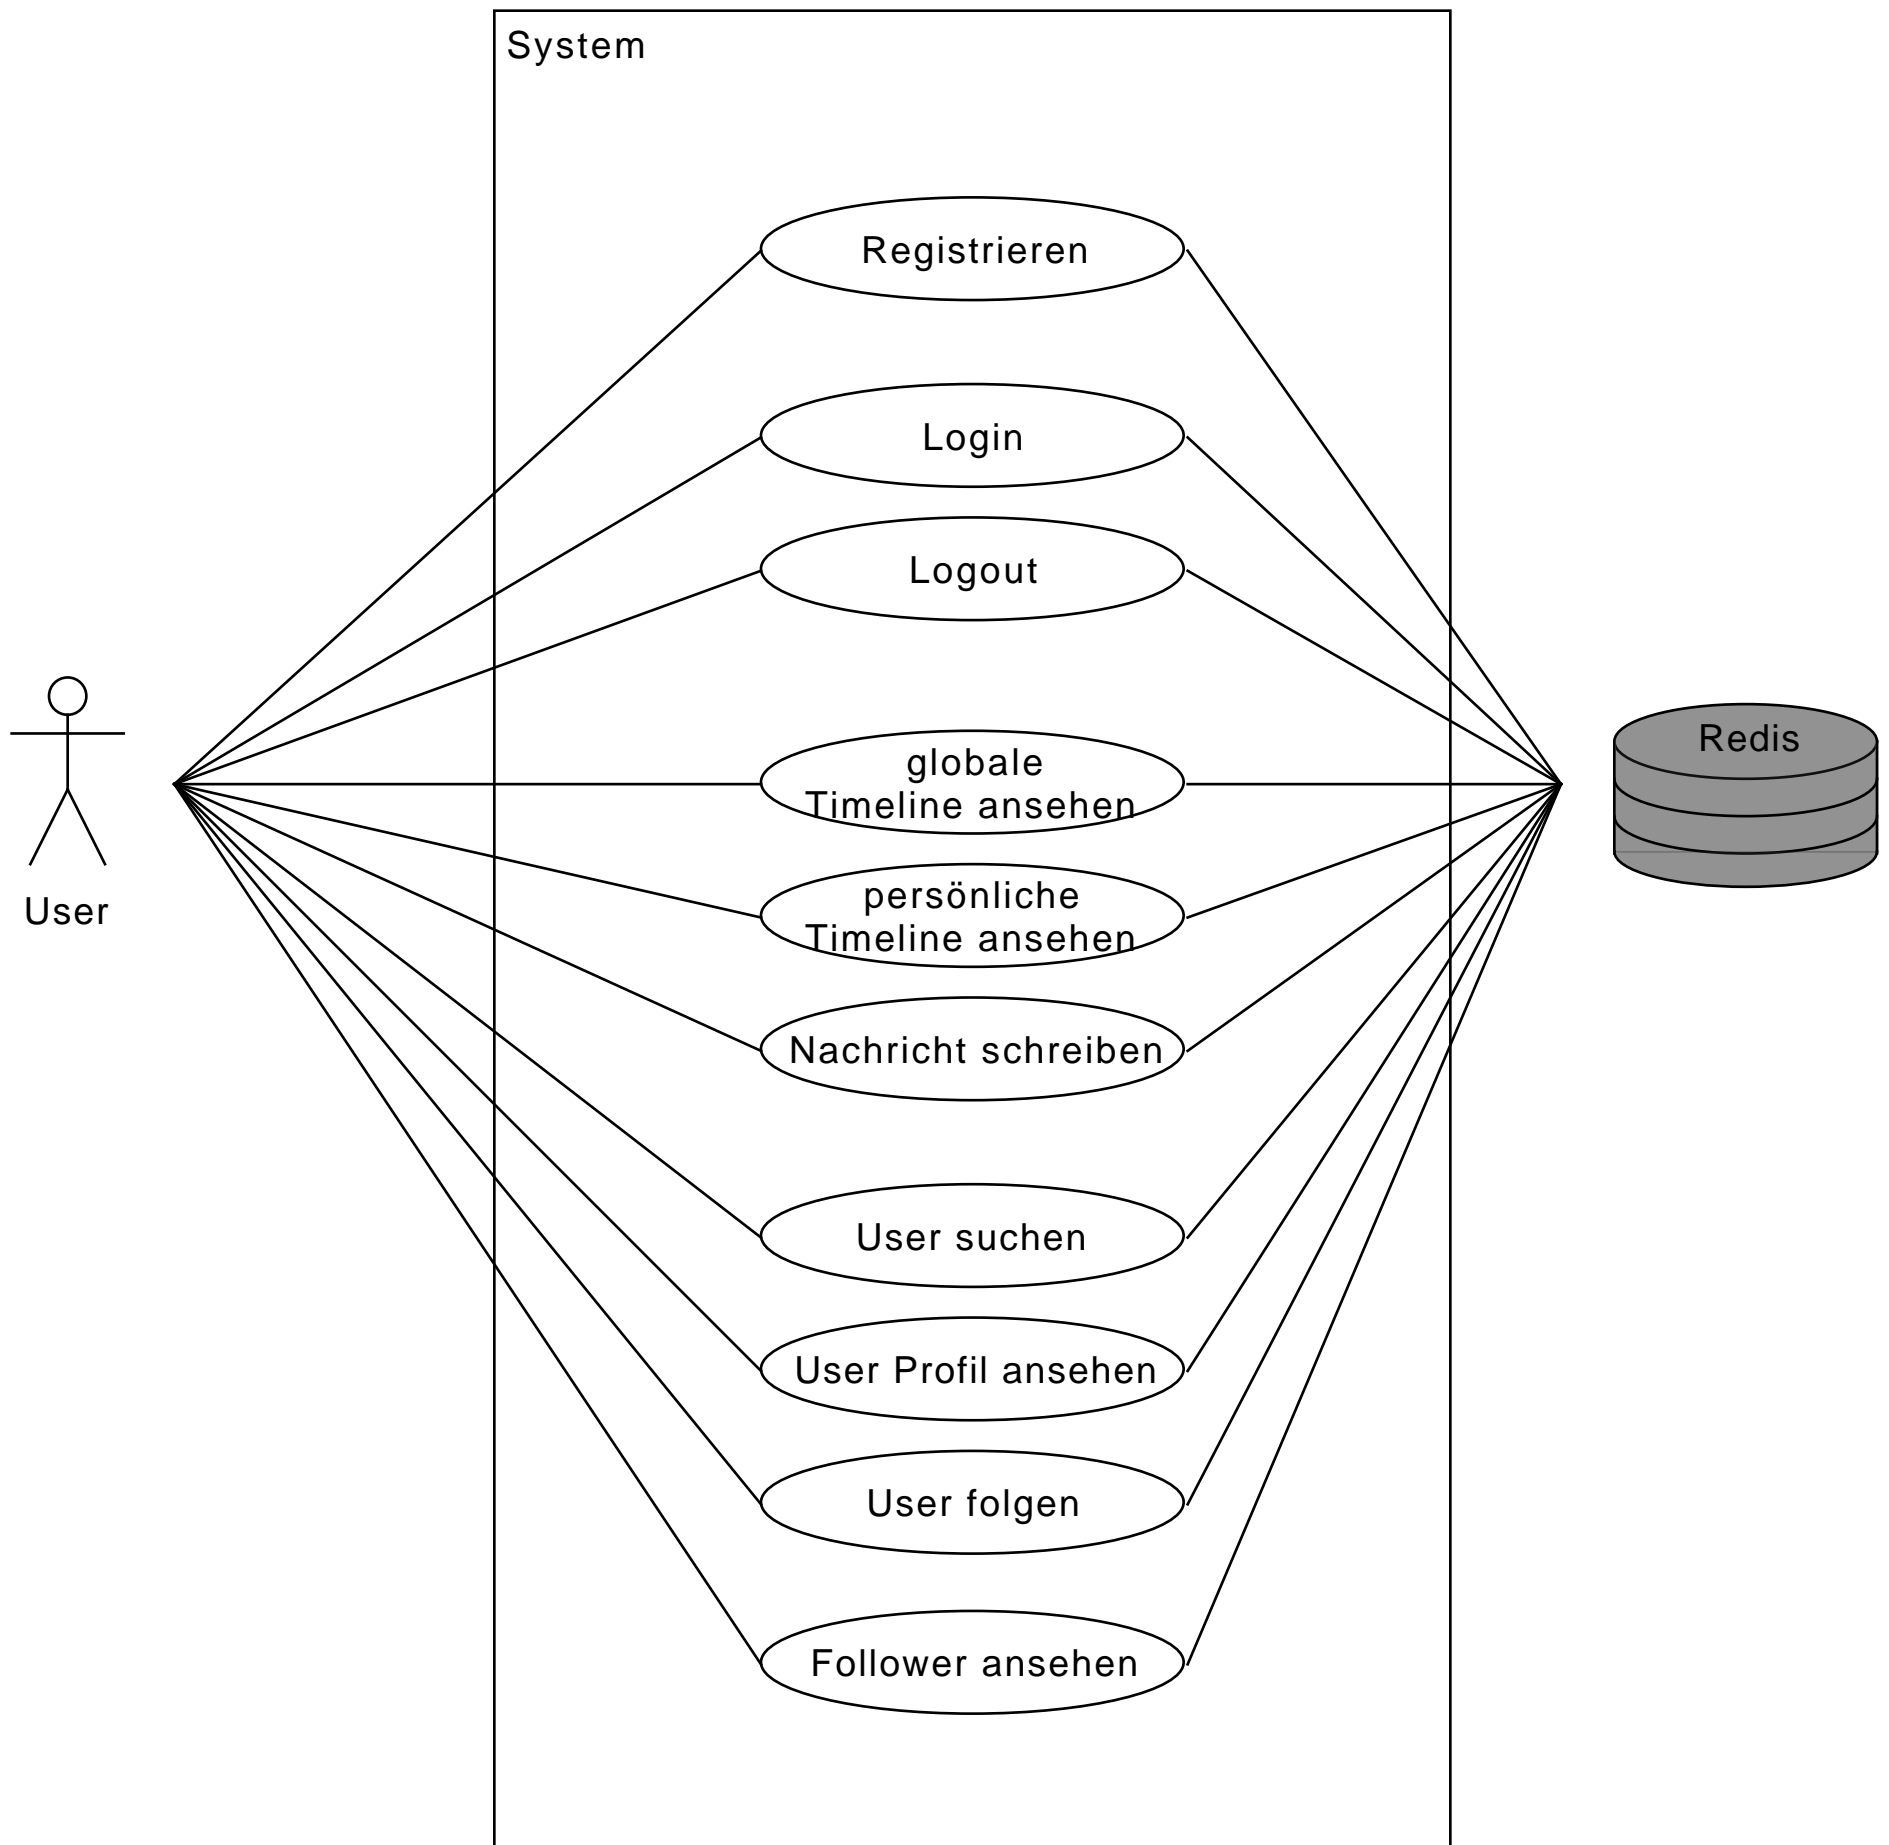 System
Registrieren
Login
Logout
globale
Timeline ansehen
persönliche
Timeline ansehen
Nachricht schreiben
User suchen
User Profil ansehen
User folgen
Follower ansehen
User
Redis